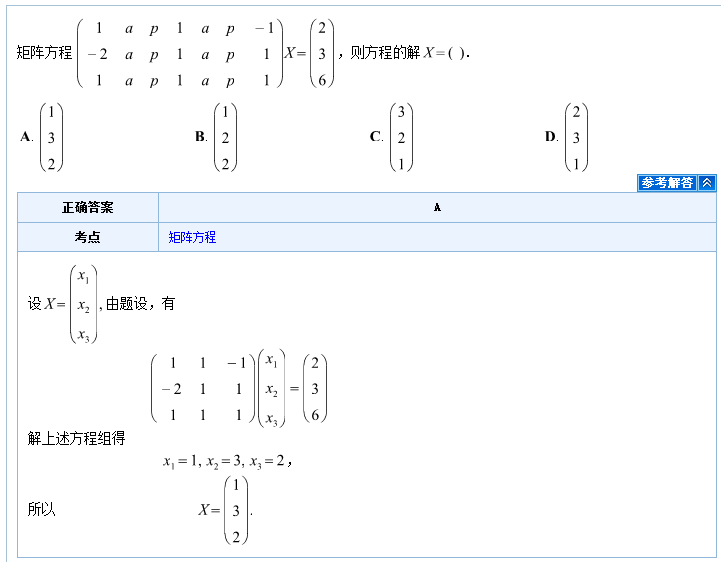 1 a p 1 a p −1
矩阵方程 −2 a p 1 a p 1 X= 2 3 6 ，则方程的解 X= ( ).
1 a p 1 a p 1
A. 1 3 2 B. 1 2 2 C. 3 2 1 D. 2 3 1
参考解答
正确答案 A
考点 矩阵方程
设 X= x1 x2 x3 , 由题设，有
1 1 −1 x1 2
−2 1 1 x2 = 3
1 1 1 x3 6
解上述方程组得
x1 = 1, x2 = 3, x3 = 2，
所以 X= 1 3 2 .